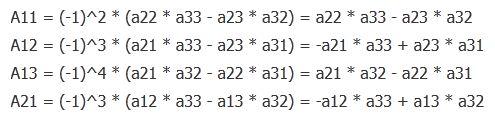 A11 = (-1)^2 * (a22 * a33 - a23 * a32) = a22 * a33 - a23 * a32
A12 = (-1)^3 * (a21 * a33 - a23 * a31) = -a21 * a33 + a23 * a31
A13 = (-1)^4 * (a21 * a32 - a22 * a31) = a21 * a32 - a22 * a31
A21 = (-1)^3 * (a12 * a33 - a13 * a32) = -a12 * a33 + a13 * a32